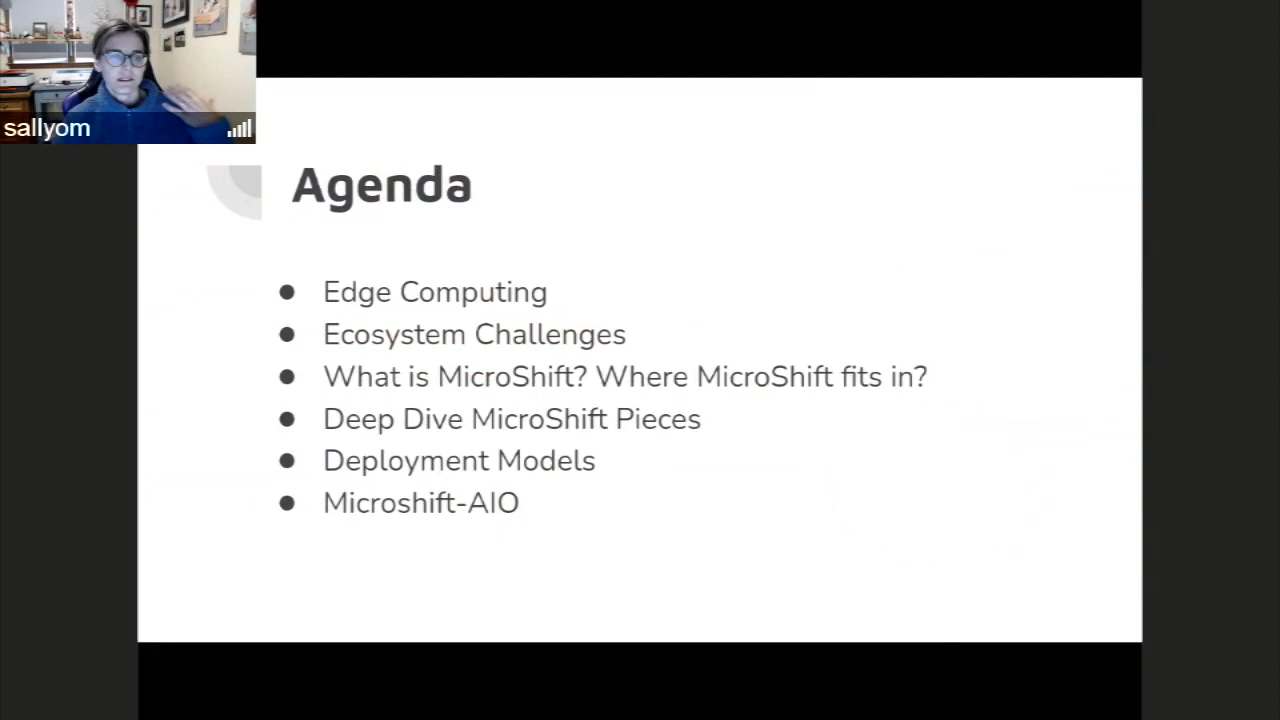 sallyom
Agenda
● Edge Computing
● Ecosystem Challenges
● What is MicroShift? Where MicroShift fits in?
● Deep Dive MicroShift Pieces
● Deployment Models
● Microshift-AIO